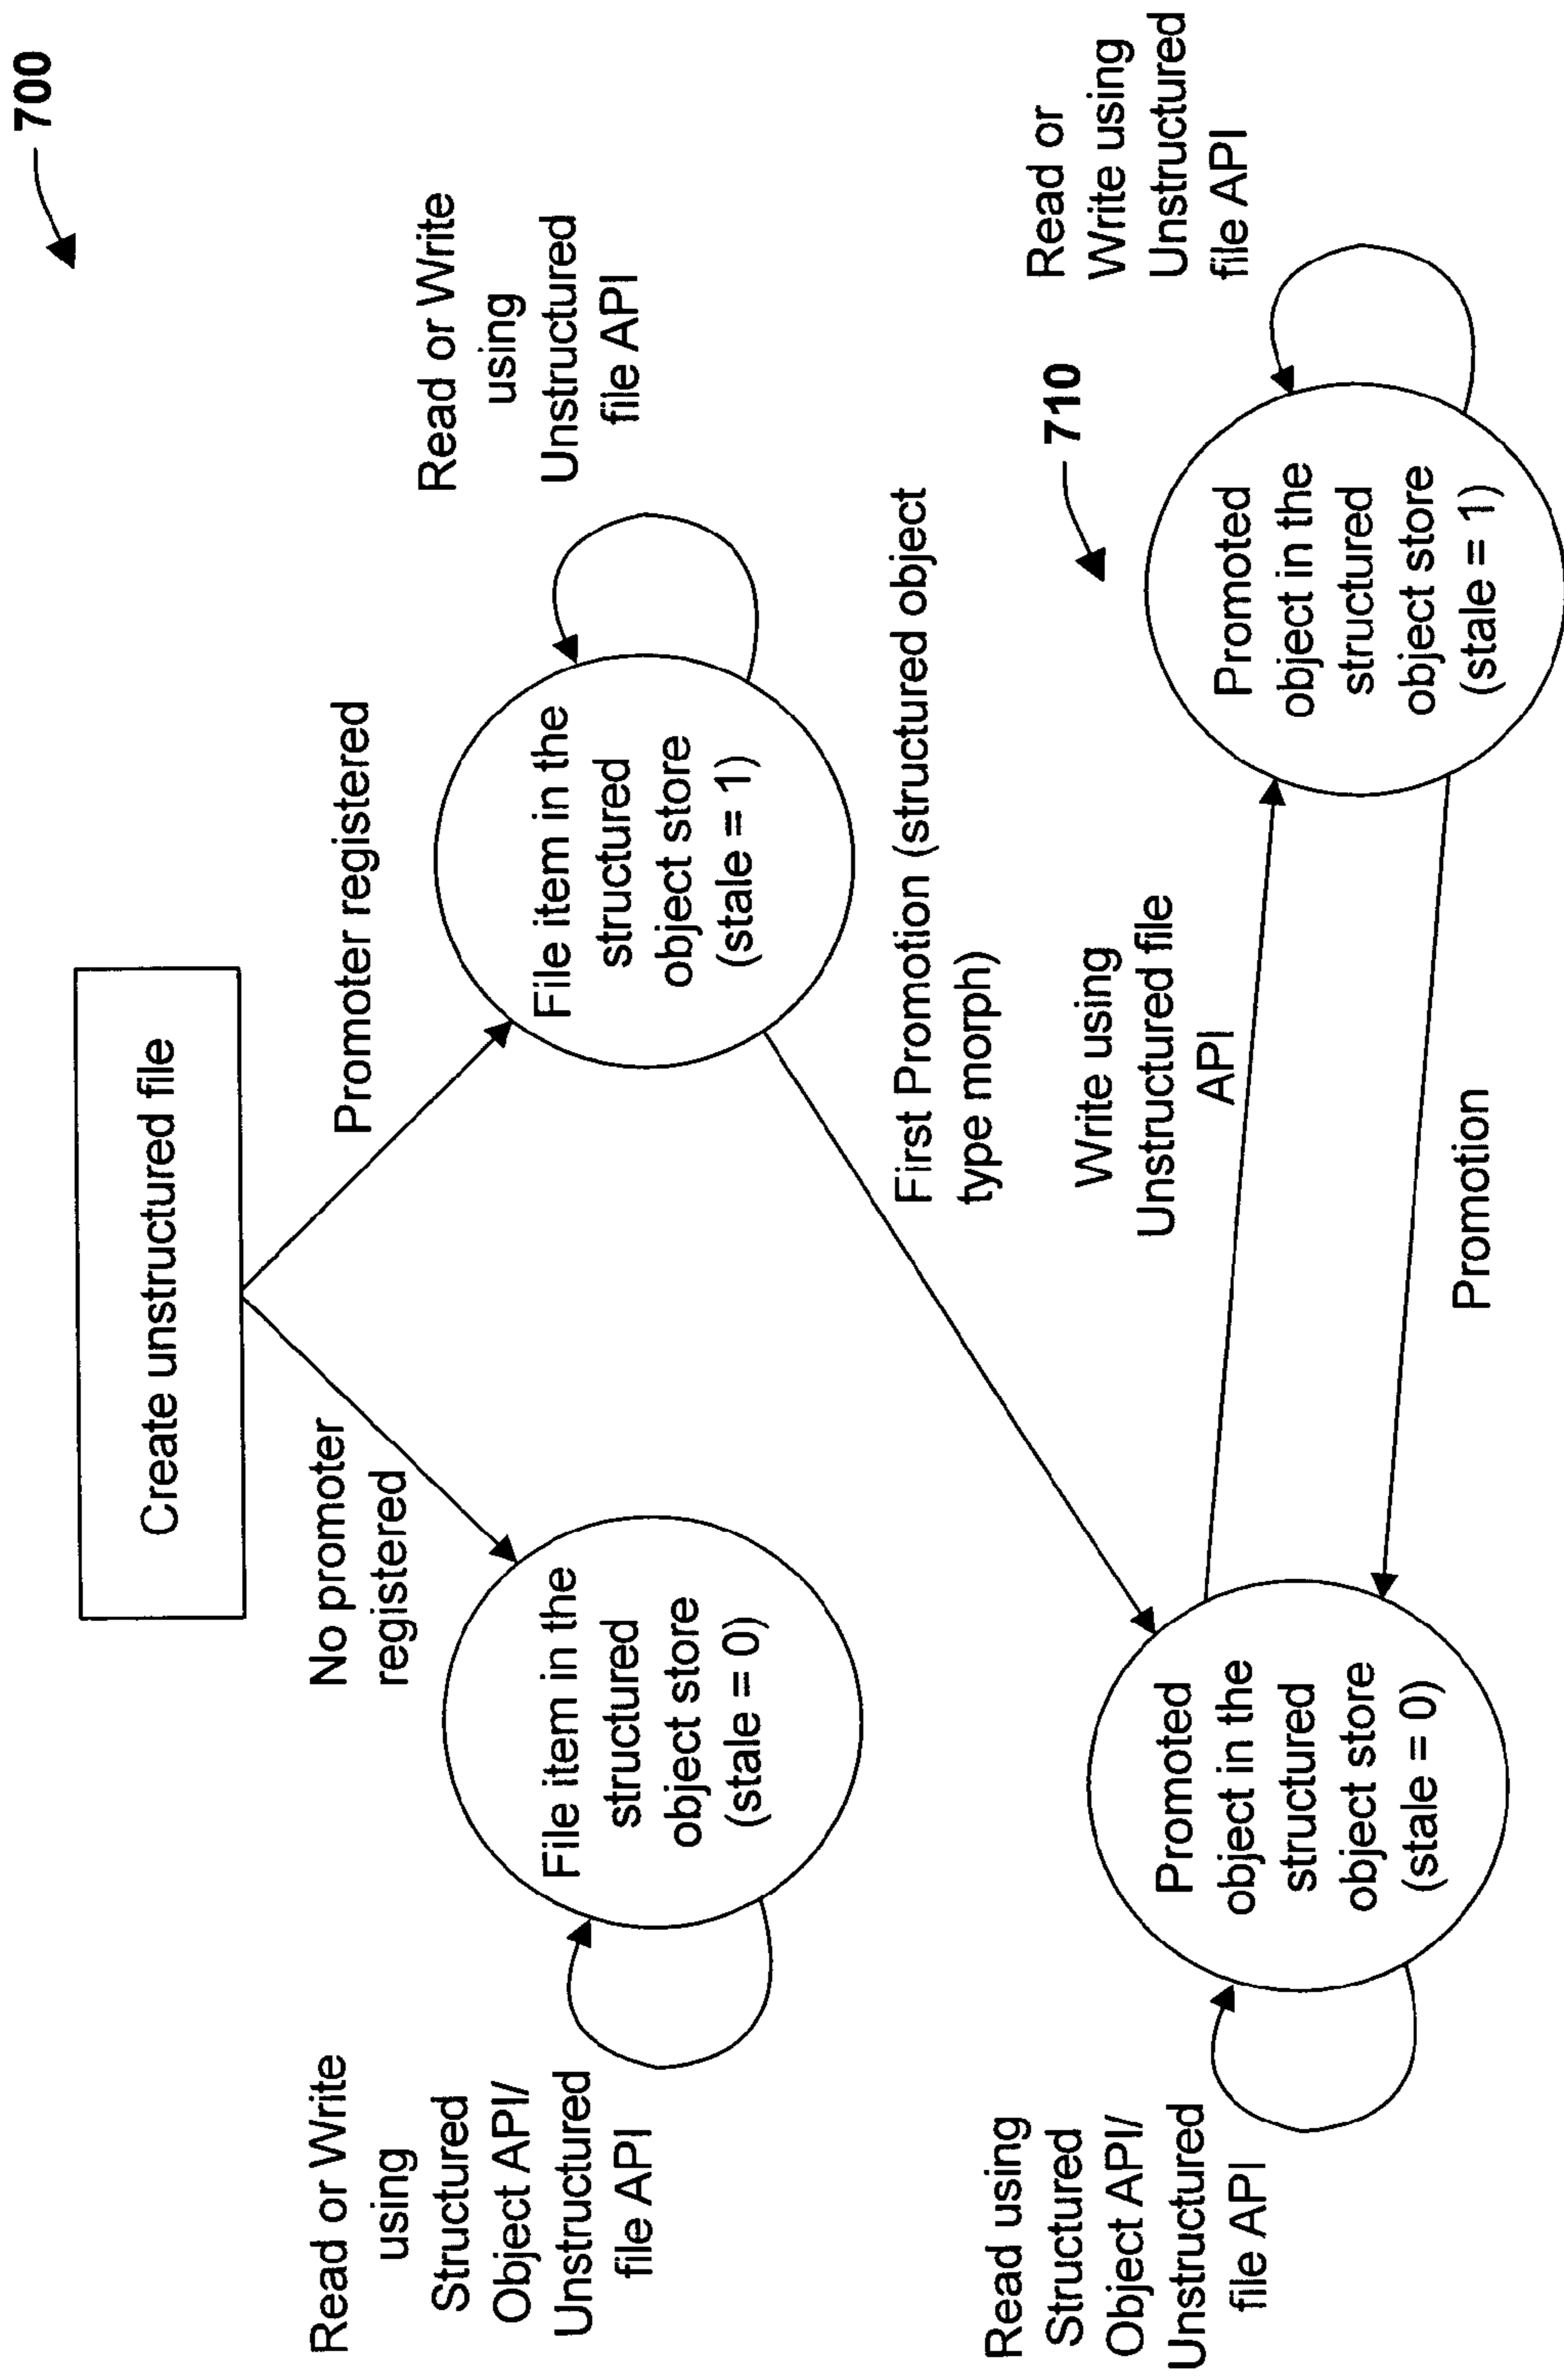 700
Create unstructured file
No promoter
registered
Promoter registered
Read or Write
using
Structured
Object API/
Unstructured
file API
File item in the
structured
object store
(stale = 0)
File item in the
structured
object store
(stale = 1)
Read or Write
using
Unstructured
file API
First Promotion (structured object
type morph)
Read using
Structured
Object API/
Unstructured
file API
Promoted
object in the
structured
object store
(stale = 0)
Write using
Unstructured file
API
Promotion
710
Promoted
object in the
structured
object store
(stale = 1)
Read or
Write using
Unstructured
file API